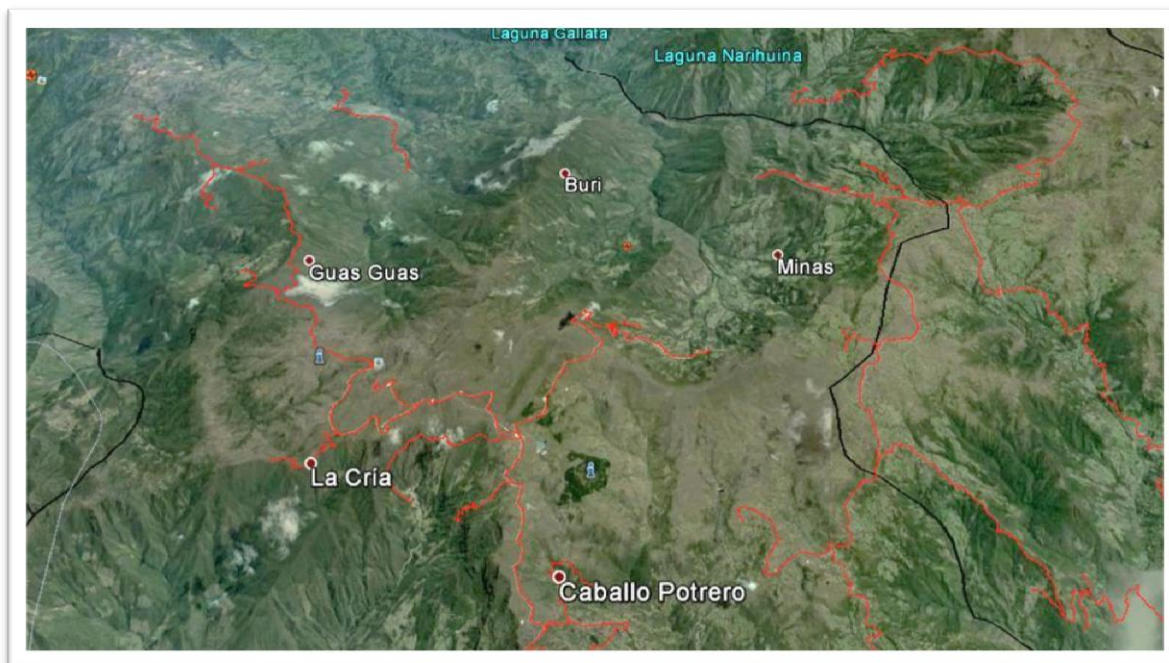 Laguna Gallata
Laguna Narihuina
Buri
Guas Guas
Minas
La Cría
Caballo Potrero